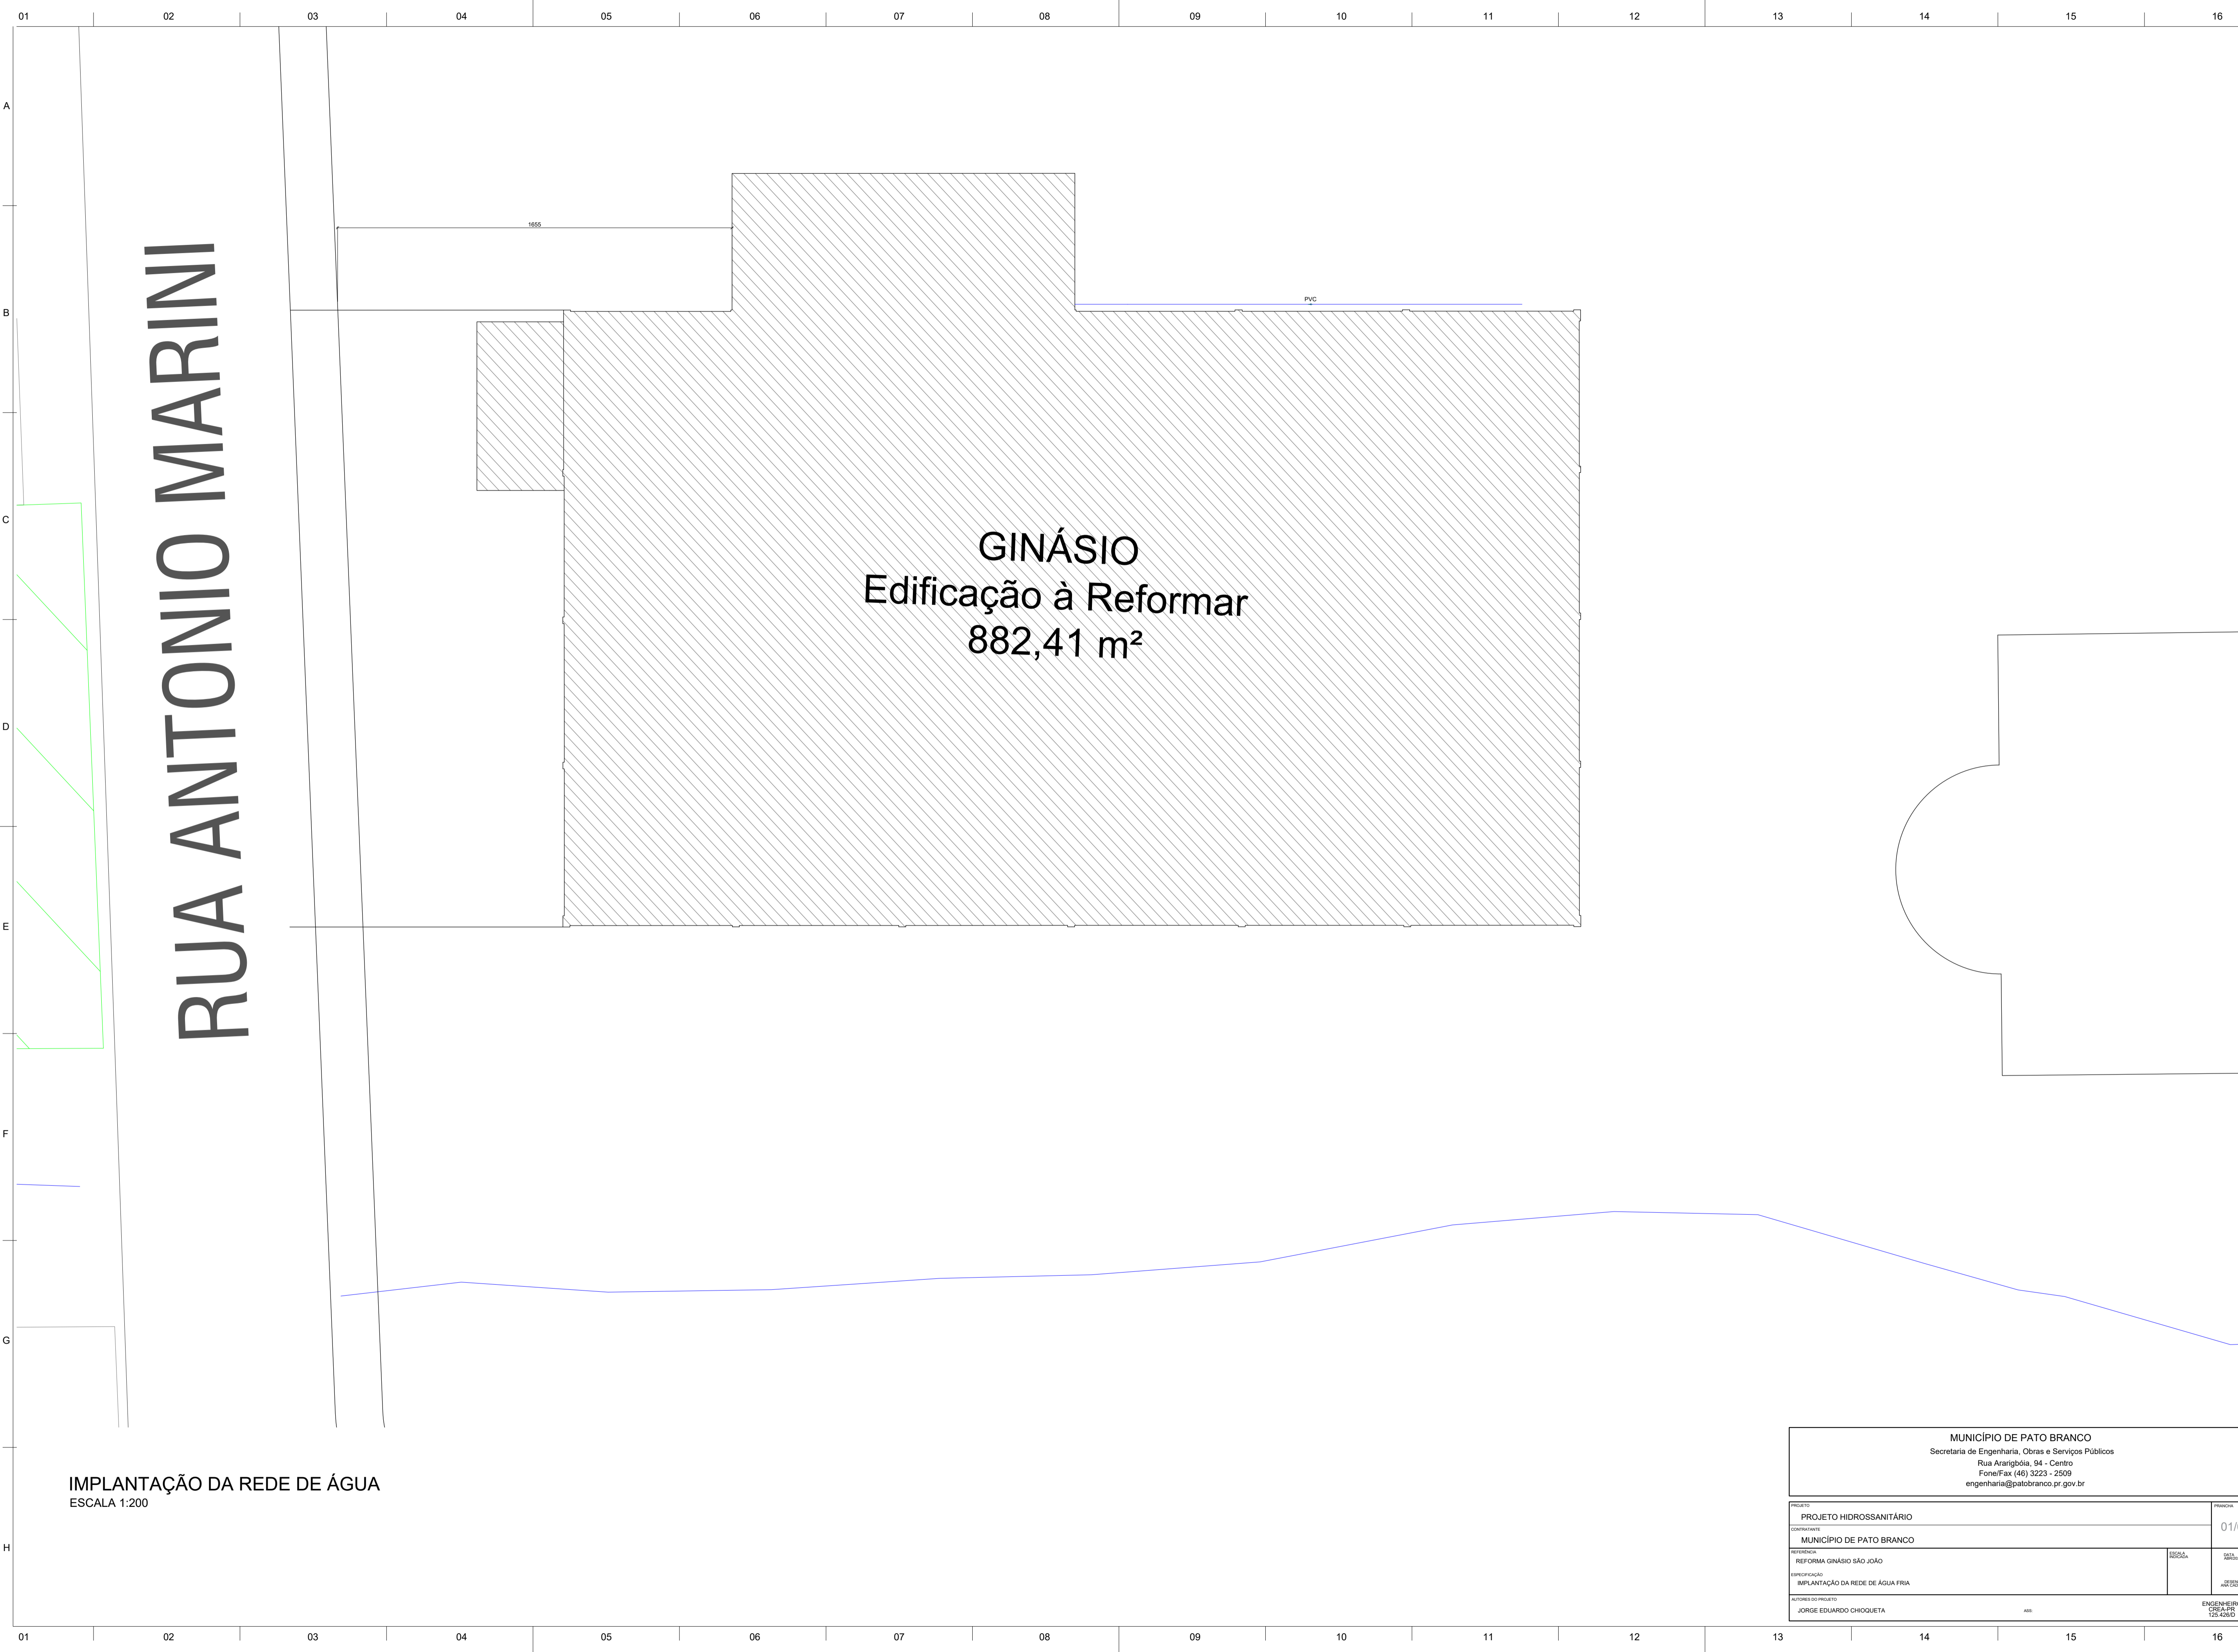 01 02 03 04 05 06 07 08 09 10 11 12 13 14 15 16
A
B
C
D
E
F
G
H
RUA ANTONIO MARINI
1655
PVC
GINÁSIO
Edificação à Reformar
882,41 m²
IMPLANTAÇÃO DA REDE DE ÁGUA
ESCALA 1:200
MUNICÍPIO DE PATO BRANCO
Secretaria de Engenharia, Obras e Serviços Públicos
Rua Ararigbóia, 94 - Centro
Fone/Fax (46) 3223 - 2509
engenharia@patobranco.pr.gov.br
PROJETO
PROJETO HIDROSSANITÁRIO
PRANCHA
01/
CONTRATANTE
MUNICÍPIO DE PATO BRANCO
REFERÊNCIA
REFORMA GINÁSIO SÃO JOÃO
ESCALA
INDICADA
DATA
ESPECIFICAÇÃO
IMPLANTAÇÃO DA REDE DE ÁGUA FRIA
AUTORES DO PROJETO
JORGE EDUARDO CHIOQUETA
ASS:
ENGENHEIRO
CREA-PR
125.426/D
01 02 03 04 05 06 07 08 09 10 11 12 13 14 15 16